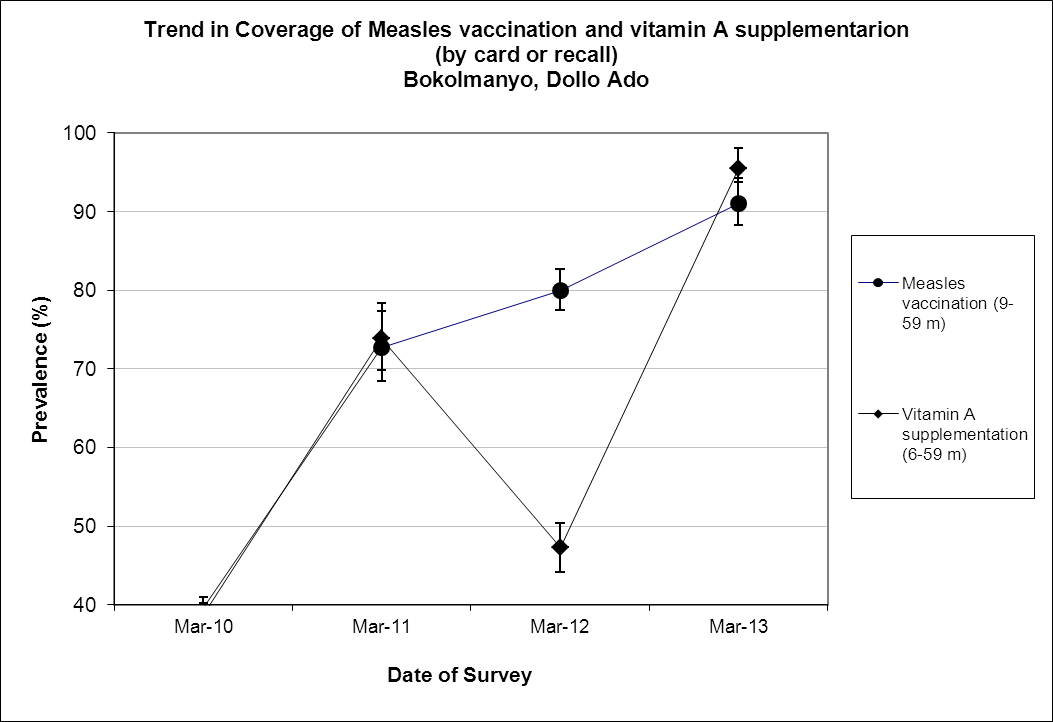 Trend in Coverage of Measles vaccination and vitamin A supplementarion
(by card or recall)
Bokolmanyo, Dollo Ado
Prevalence (%)
100
90
80
70
60
50
40
Mar-10
Mar-11
Mar-12
Mar-13
Date of Survey
Measles
vaccination (9-
59 m)
Vitamin A
supplementation
(6-59 m)